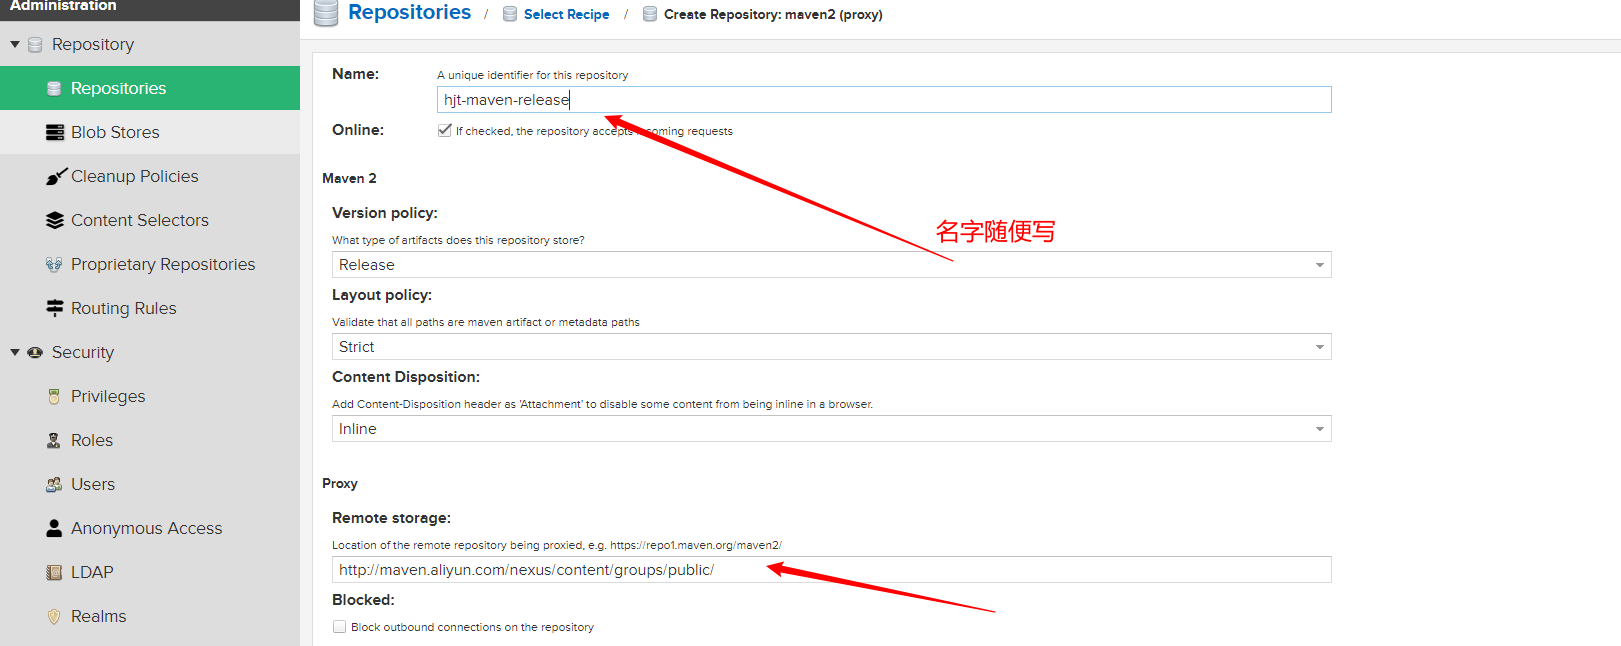 Administration
Repository
Repositories
Blob Stores
Cleanup Policies
Content Selectors
Proprietary Repositories
Routing Rules
Security
Privileges
Roles
Users
Anonymous Access
LDAP
Realms
Repositories / Select Recipe / Create Repository: maven2 (proxy)
Name: A unique identifier for this repository
hjt-maven-release
Online: If checked, the repository accepts incoming requests
Maven 2
Version policy:
名字随便写
What type of artifacts does this repository store?
Release
Layout policy:
Validate that all paths are maven artifact or metadata paths
Strict
Content Disposition:
Add Content-Disposition header as 'Attachment' to disable some content from being inline in a browser.
Inline
Proxy
Remote storage:
Location of the remote repository being proxied, e.g. https://repo1.maven.org/maven2/
http://maven.aliyun.com/nexus/content/groups/public/
Blocked:
Block outbound connections on the repository